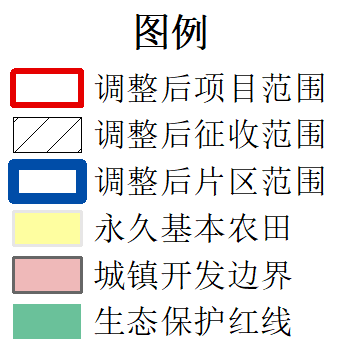 图例
调整后项目范围
调整后征收范围
调整后片区范围
永久基本农田
城镇开发边界
生态保护红线